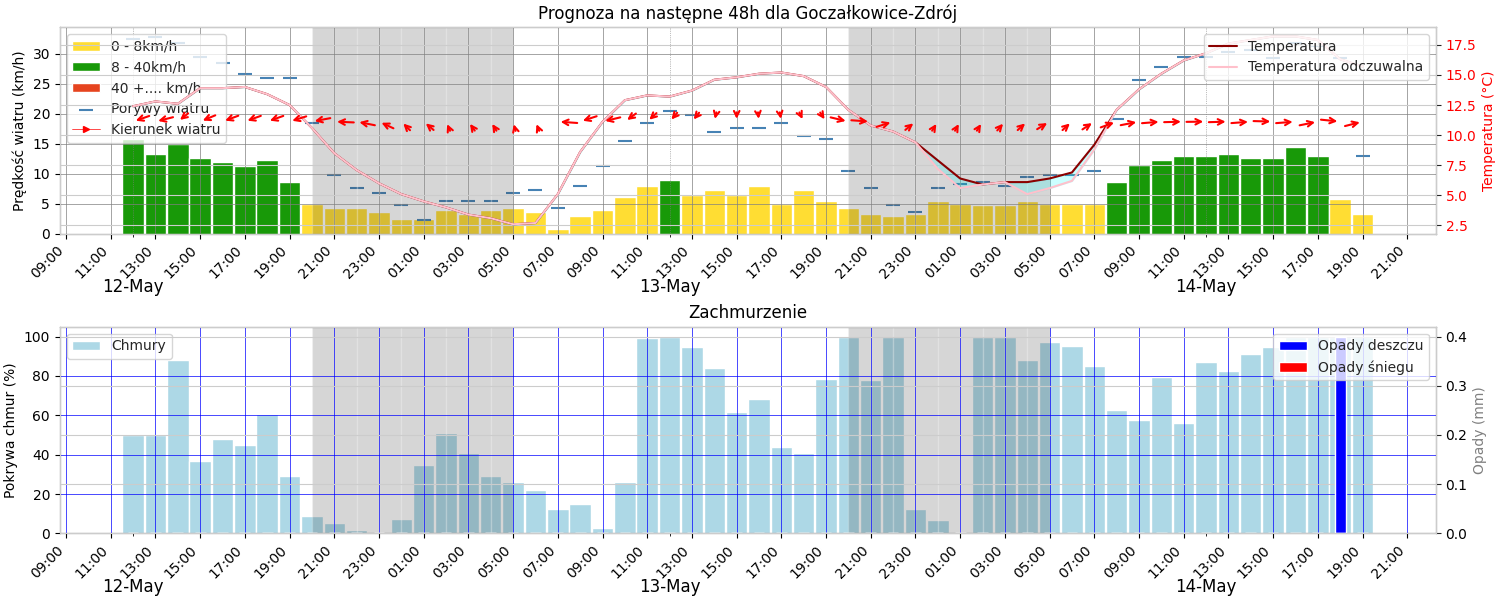 Prognoza na następne 48h dla Goczałkowice-Zdrój
Prędkość wiatru (km/h)
30
25
20
15
10
5
0
0 - 8km/h
8 - 40km/h
40 +.... km/h
Porywy wiatru
Kierunek wiatru
Temperatura
Temperatura odczuwalna
17.5
15.0
12.5
10.0
7.5
5.0
2.5
Temperatura (°C)
09:00 11:00 13:00 15:00 17:00 19:00 21:00 23:00 01:00 03:00 05:00 07:00 09:00 11:00 13:00 15:00 17:00 19:00 21:00 23:00 01:00 03:00 05:00 07:00 09:00 11:00 13:00 15:00 17:00 19:00 21:00
12-May 13-May 14-May
Zachmurzenie
Pokrywa chmur (%)
100
80
60
40
20
0
Chmury
Opady deszczu
Opady śniegu
0.4
0.3
0.2
0.1
0.0
Opady (mm)
09:00 11:00 13:00 15:00 17:00 19:00 21:00 23:00 01:00 03:00 05:00 07:00 09:00 11:00 13:00 15:00 17:00 19:00 21:00 23:00 01:00 03:00 05:00 07:00 09:00 11:00 13:00 15:00 17:00 19:00 21:00
12-May 13-May 14-May